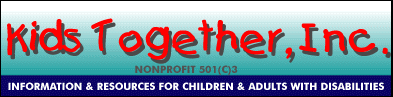 Kids Together, Inc.
NONPROFIT 501(C)3
INFORMATION & RESOURCES FOR CHILDREN & ADULTS WITH DISABILITIES